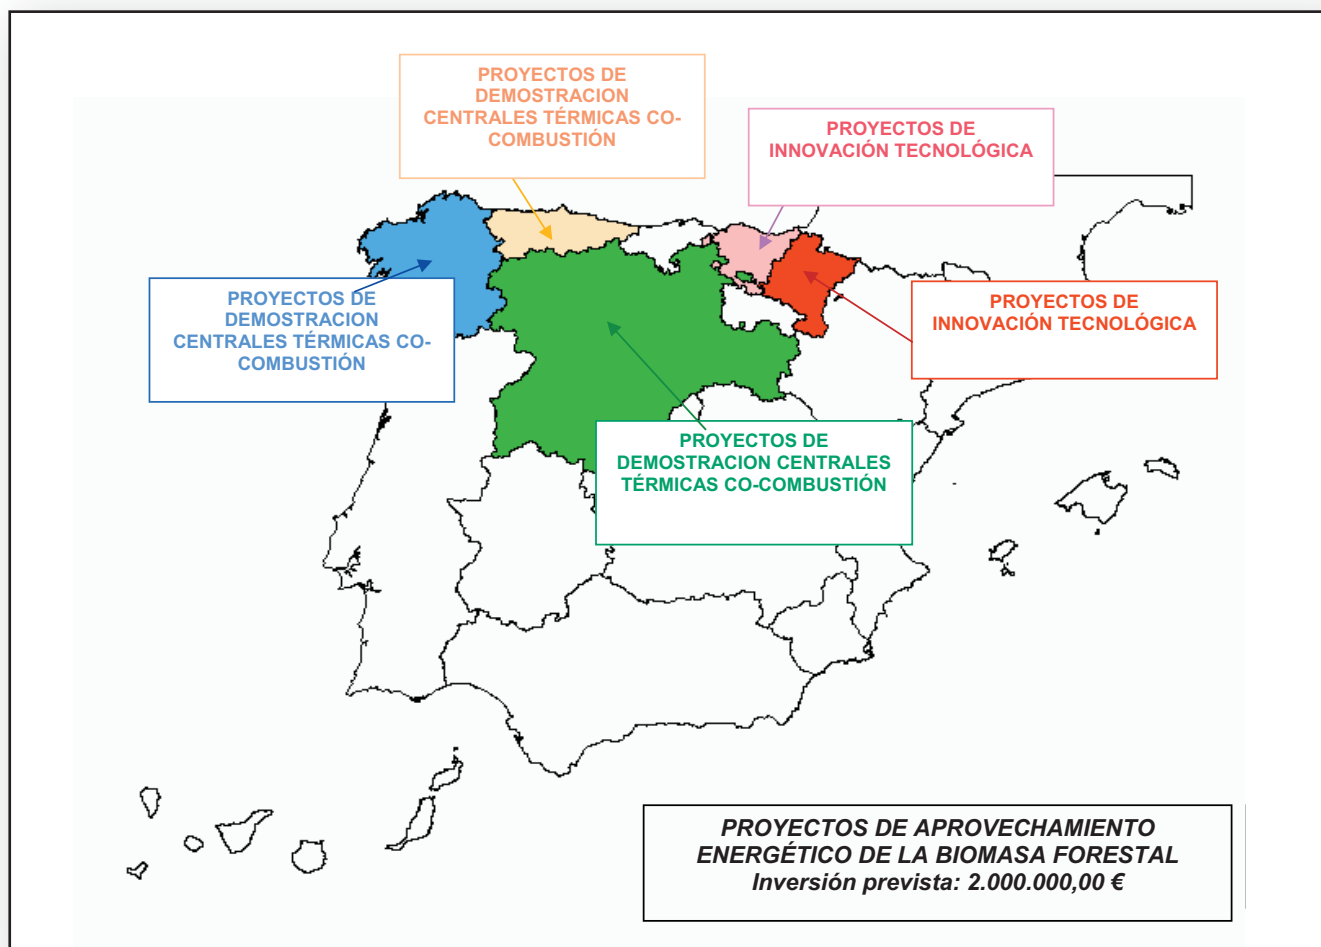 PROYECTOS DE
DEMOSTRACION
CENTRALES TÉRMICAS CO-
COMBUSTIÓN
PROYECTOS DE
INNOVACIÓN TECNOLÓGICA
PROYECTOS DE
DEMOSTRACION
CENTRALES TÉRMICAS CO-
COMBUSTIÓN
PROYECTOS DE
INNOVACIÓN TECNOLÓGICA
PROYECTOS DE
DEMOSTRACION CENTRALES
TÉRMICAS CO-COMBUSTIÓN
PROYECTOS DE APROVECHAMIENTO
ENERGÉTICO DE LA BIOMASA FORESTAL
Inversión prevista: 2.000.000,00 €